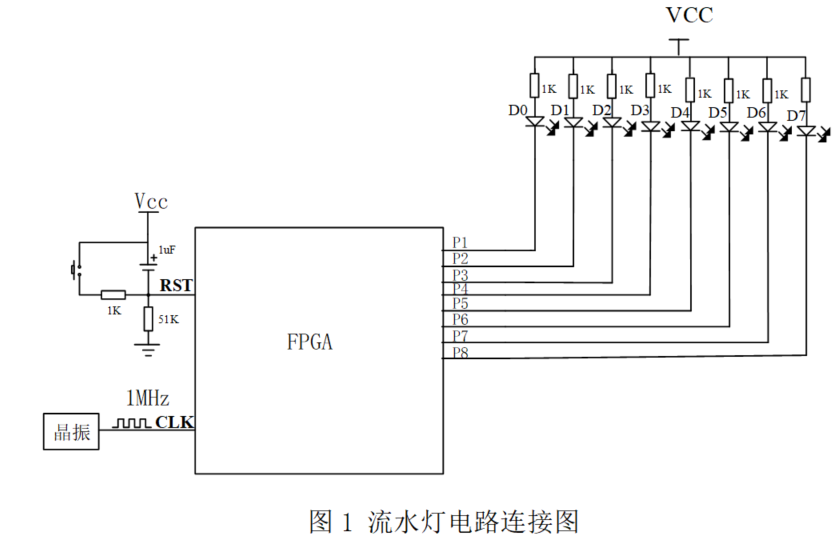 VCC
1K 1K 1K 1K 1K 1K 1K
D0 D1 D2 D3 D4 D5 D6 D7
Vcc
1uF
RST
1K
51K
P1
P2
P3
P4
P5
P6
P7
P8
FPGA
1MHz
CLK
晶振
图 1 流水灯电路连接图